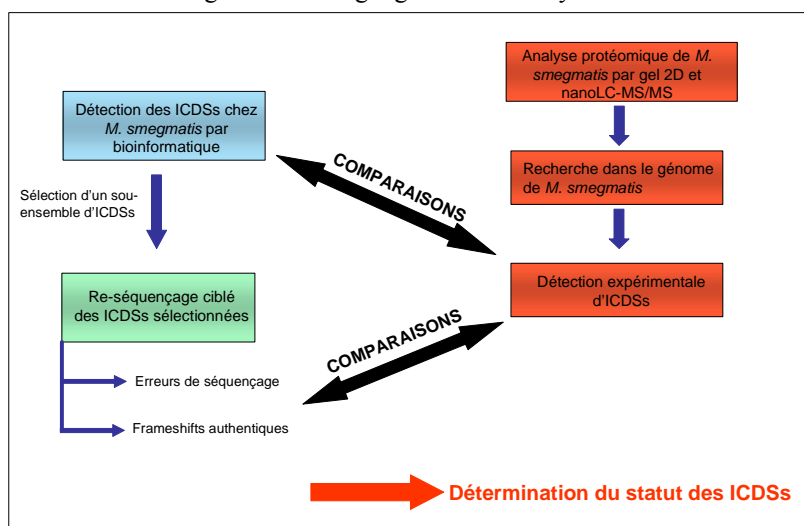 Analyse protéomique de M.
smegmatis par gel 2D et
nanoLC-MS/MS
Détection des ICDSs chez
M. smegmatis par
bioinformatique
COMPARAISONS
Recherche dans le génome
de M. smegmatis
Sélection d'un sou-
ensemble d'ICDSs
Re-séquençage ciblé
des ICDSs sélectionnées
Détection expérimentale
d'ICDSs
COMPARAISONS
Erreurs de séquençage
Frameshifts authentiques
Détermination du statut des ICDSs